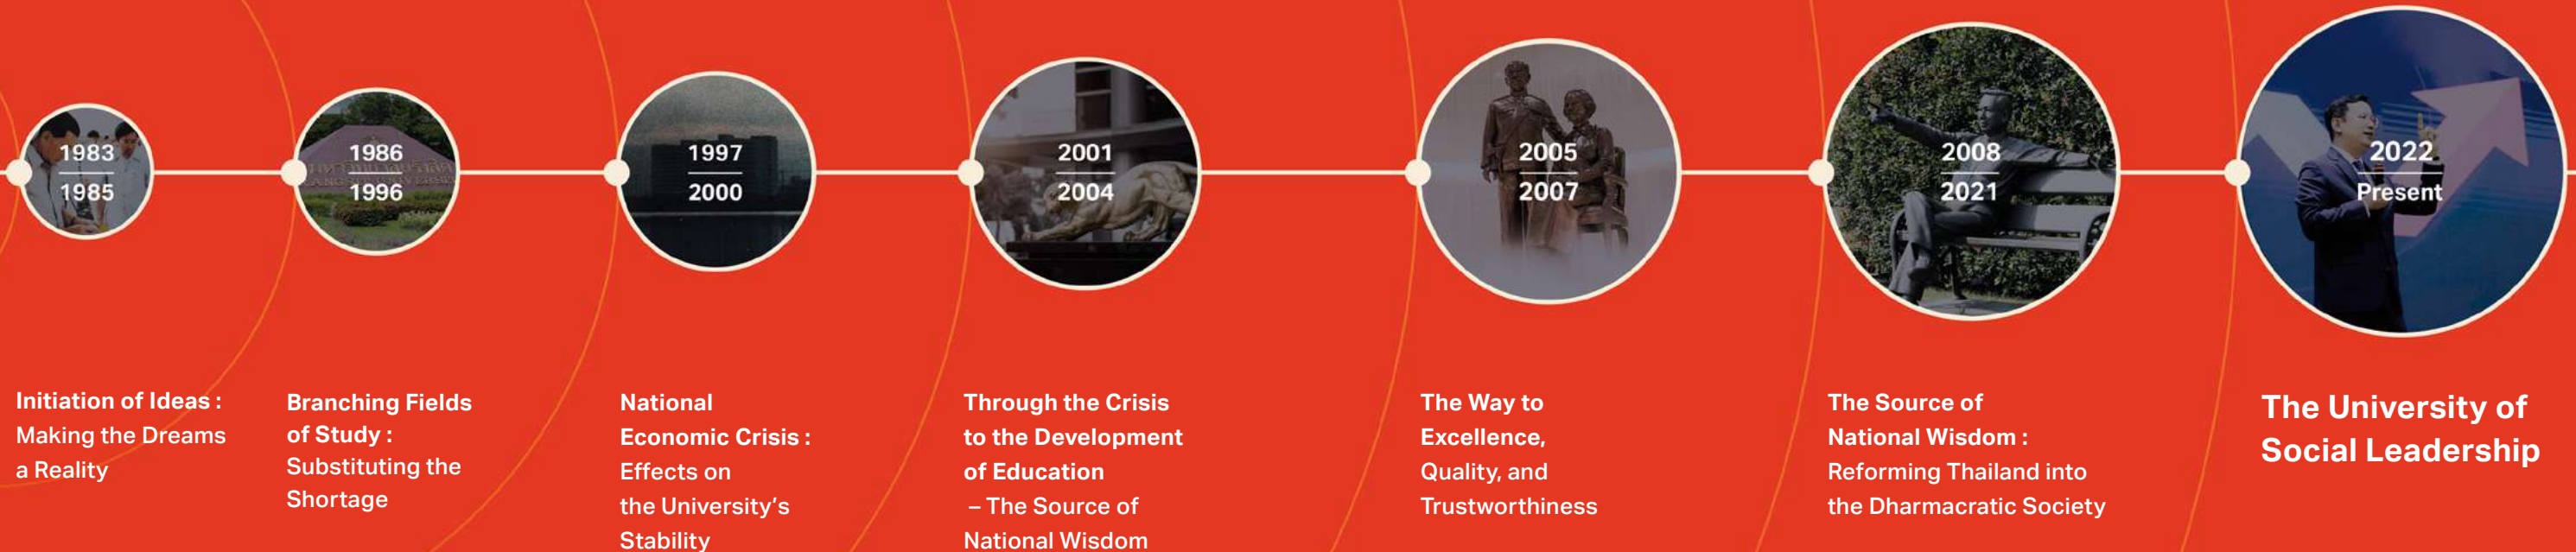 1983
1985
1986
1996
1997
2000
2001
2004
2005
2007
2008
2021
2022
Present
Initiation of Ideas :
Making the Dreams
a Reality
Branching Fields
of Study :
Substituting the
Shortage
National
Economic Crisis :
Effects on
the University’s
Stability
Through the Crisis
to the Development
of Education
– The Source of
National Wisdom
The Way to
Excellence,
Quality, and
Trustworthiness
The Source of
National Wisdom :
Reforming Thailand into
the Dharmacratic Society
The University of
Social Leadership